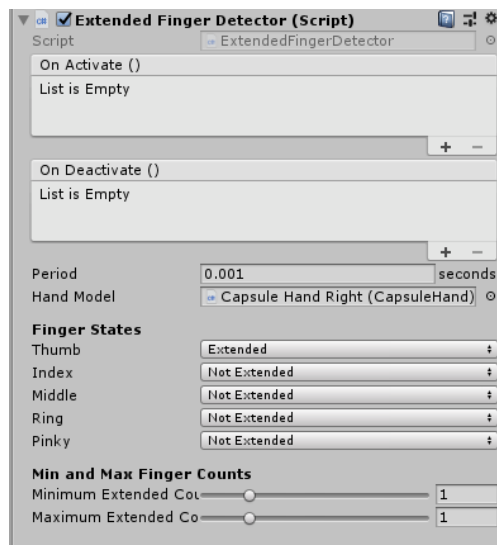 Extended Finger Detector (Script)
Script ExtendedFingerDetector
On Activate ()
List is Empty
+ −
On Deactivate ()
List is Empty
+ −
Period 0.001 seconds
Hand Model Capsule Hand Right (CapsuleHand)
Finger States
Thumb Extended
Index Not Extended
Middle Not Extended
Ring Not Extended
Pinky Not Extended
Min and Max Finger Counts
Minimum Extended Cou 1
Maximum Extended Co 1